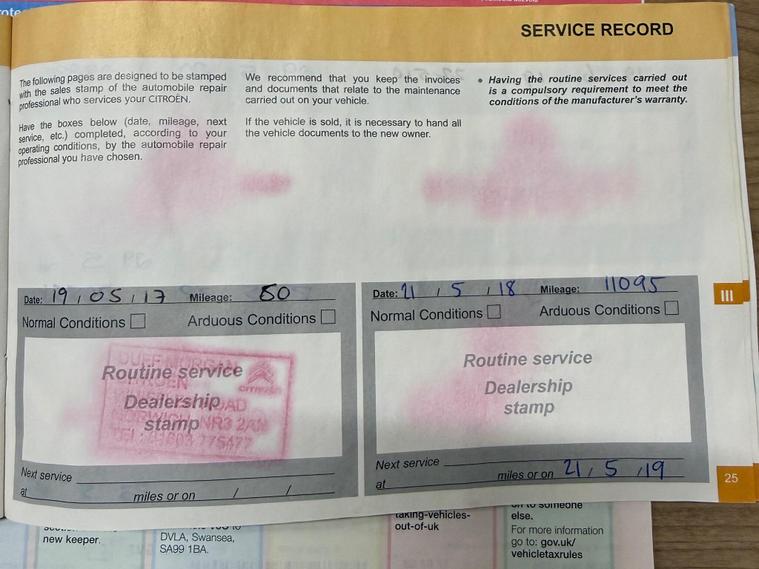 SERVICE RECORD
The following pages are designed to be stamped
with the sales stamp of the automobile repair
professional who services your CITROËN.
Have the boxes below (date, mileage, next
service, etc.) completed, according to your
operating conditions, by the automobile repair
professional you have chosen.
We recommend that you keep the invoices
and documents that relate to the maintenance
carried out on your vehicle.
If the vehicle is sold, it is necessary to hand all
the vehicle documents to the new owner.
• Having the routine services carried out
is a compulsory requirement to meet the
conditions of the manufacturer's warranty.
Date: 19 / 05 / 17 Mileage: 50
Normal Conditions Arduous Conditions
Routine service
Dealership
stamp
CITROËN
NORWICH NR3 2AN
Next service
at miles or on / /
Date: 21 / 5 / 18 Mileage: 11095
Normal Conditions Arduous Conditions
Routine service
Dealership
stamp
Next service
at miles or on 21 / 5 / 19
III
25
new keeper.
DVLA, Swansea,
SA99 1BA.
taking-vehicles-
out-of-uk
on to someone
else.
For more information
go to: gov.uk/
vehicletaxrules